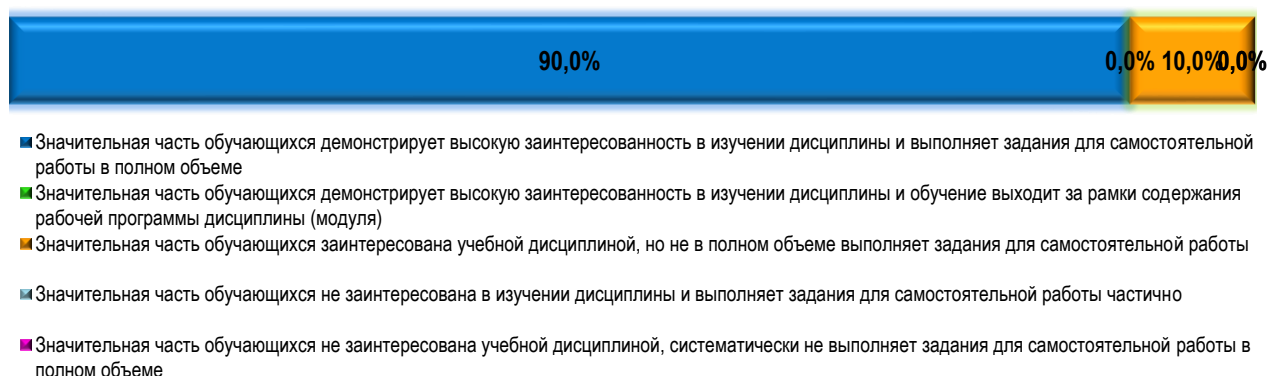 90,0% 0,0% 10,0% 0,0%
Значительная часть обучающихся демонстрирует высокую заинтересованность в изучении дисциплины и выполняет задания для самостоятельной
работы в полном объеме
Значительная часть обучающихся демонстрирует высокую заинтересованность в изучении дисциплины и обучение выходит за рамки содержания
рабочей программы дисциплины (модуля)
Значительная часть обучающихся заинтересована учебной дисциплиной, но не в полном объеме выполняет задания для самостоятельной работы
Значительная часть обучающихся не заинтересована в изучении дисциплины и выполняет задания для самостоятельной работы частично
Значительная часть обучающихся не заинтересована учебной дисциплиной, систематически не выполняет задания для самостоятельной работы в
полном объеме